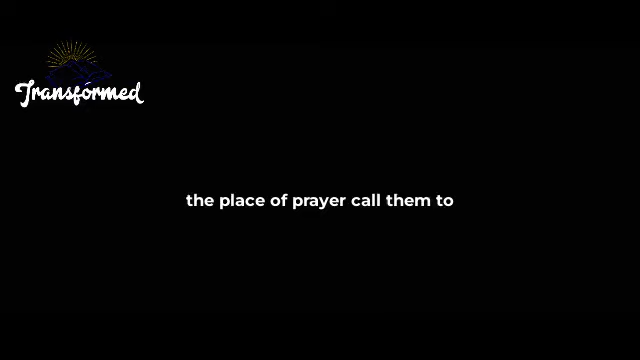 Transformed
the place of prayer call them to